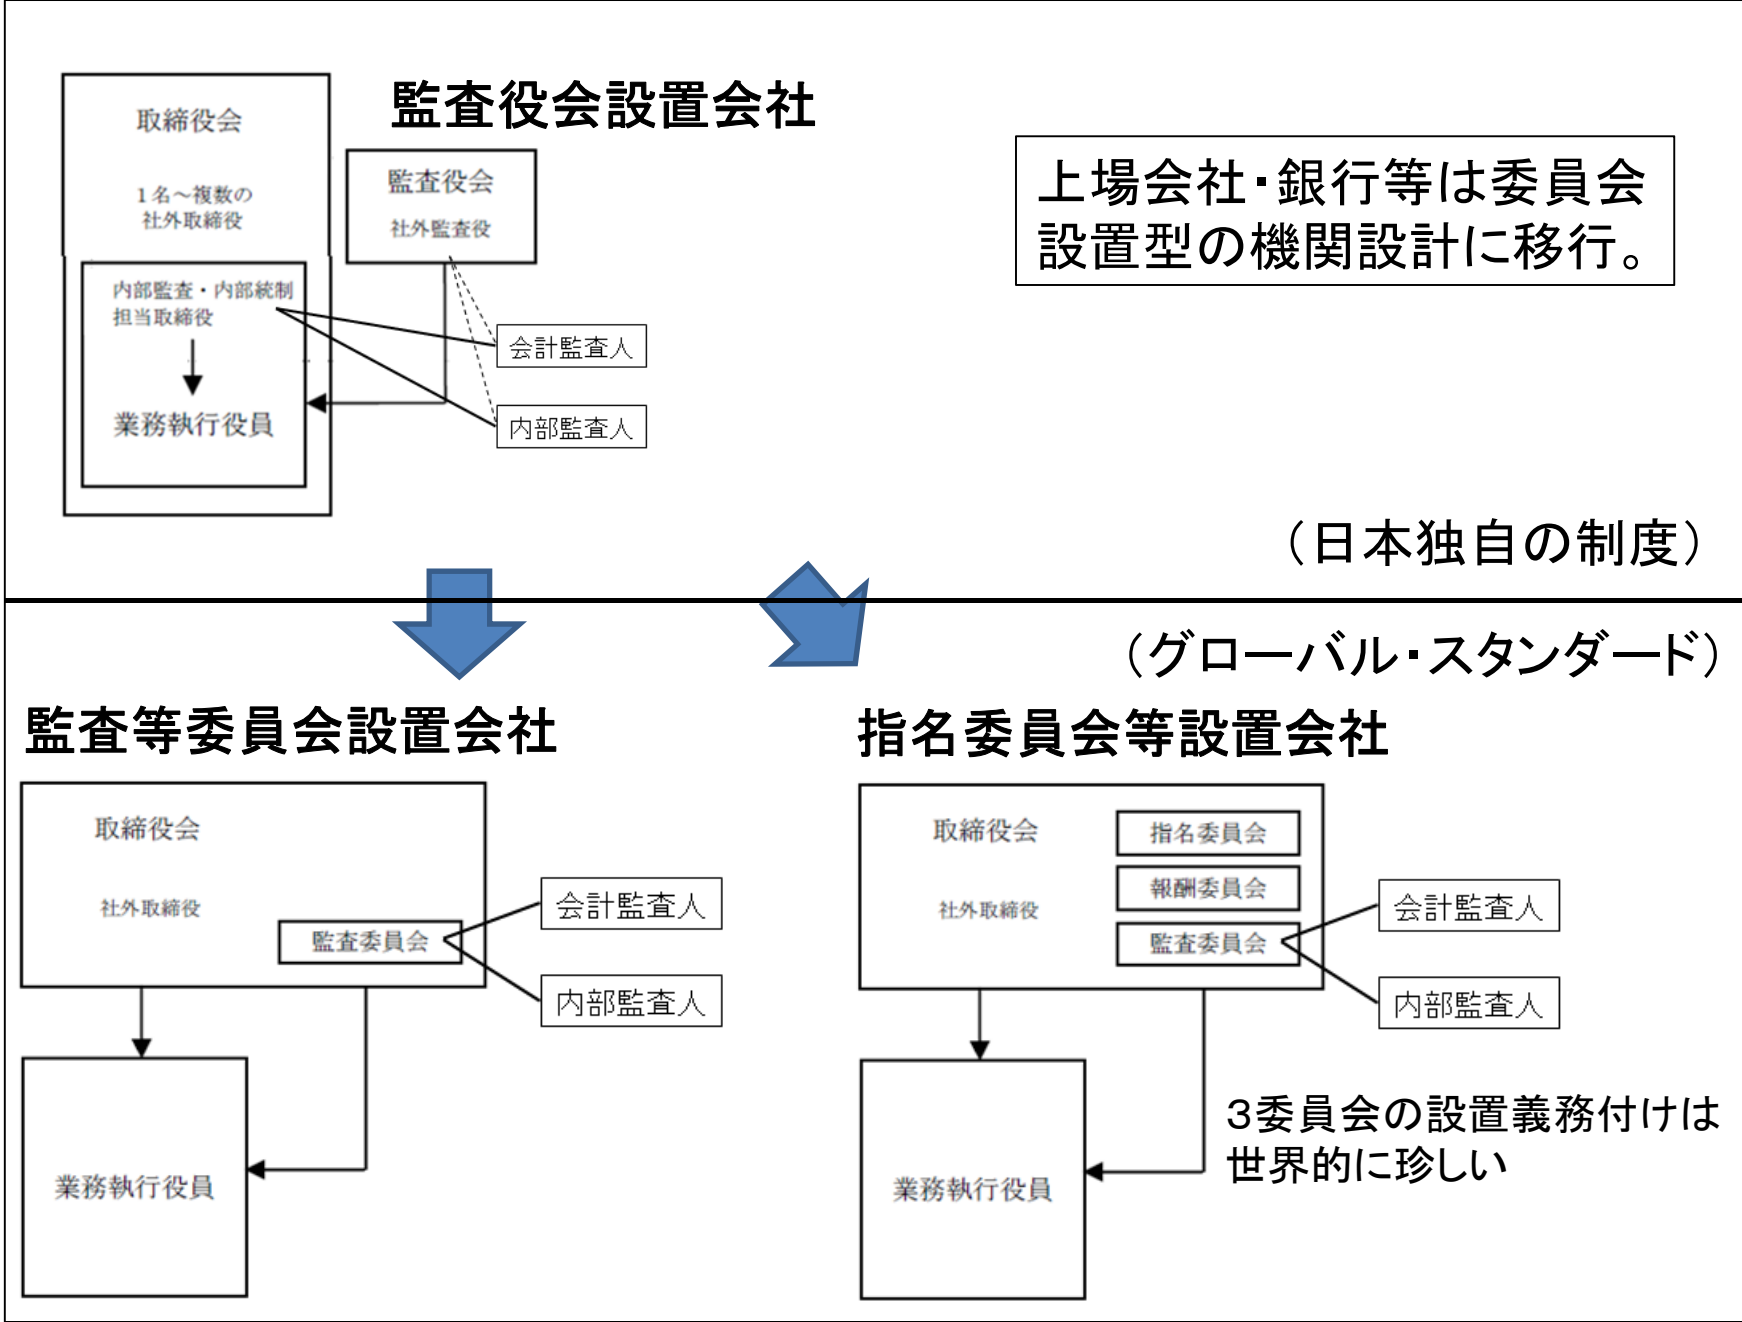 監査役会設置会社
取締役会
1名～複数の
社外取締役
監査役会
社外監査役
上場会社・銀行等は委員会
設置型の機関設計に移行。
内部監査・内部統制
担当取締役
業務執行役員
会計監査人
内部監査人
（日本独自の制度）
（グローバル・スタンダード）
監査等委員会設置会社
取締役会
社外取締役
監査委員会
会計監査人
内部監査人
業務執行役員
指名委員会等設置会社
取締役会
社外取締役
指名委員会
報酬委員会
監査委員会
会計監査人
内部監査人
業務執行役員
３委員会の設置義務付けは
世界的に珍しい